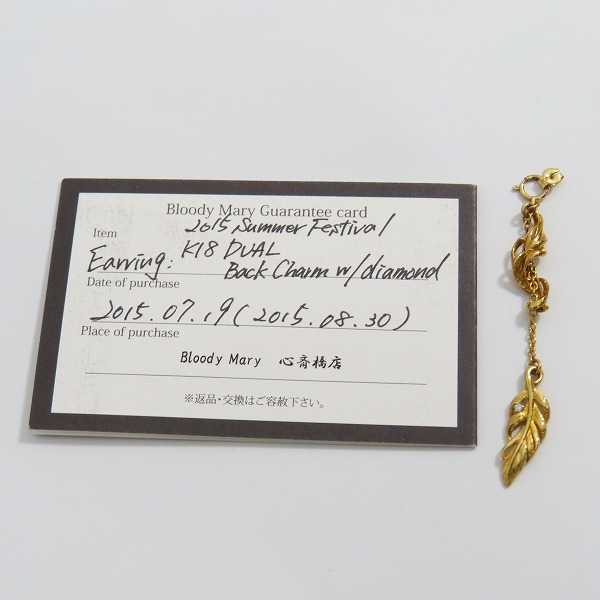 Bloody Mary Guarantee card
2015 Summer Festival
Item
Earring: K18 DUAL
Back Charm w/diamond
Date of purchase
2015.07.19(2015.08.30)
Place of purchase
Bloody Mary 心斎橋店
※返品・交換はご容赦下さい。